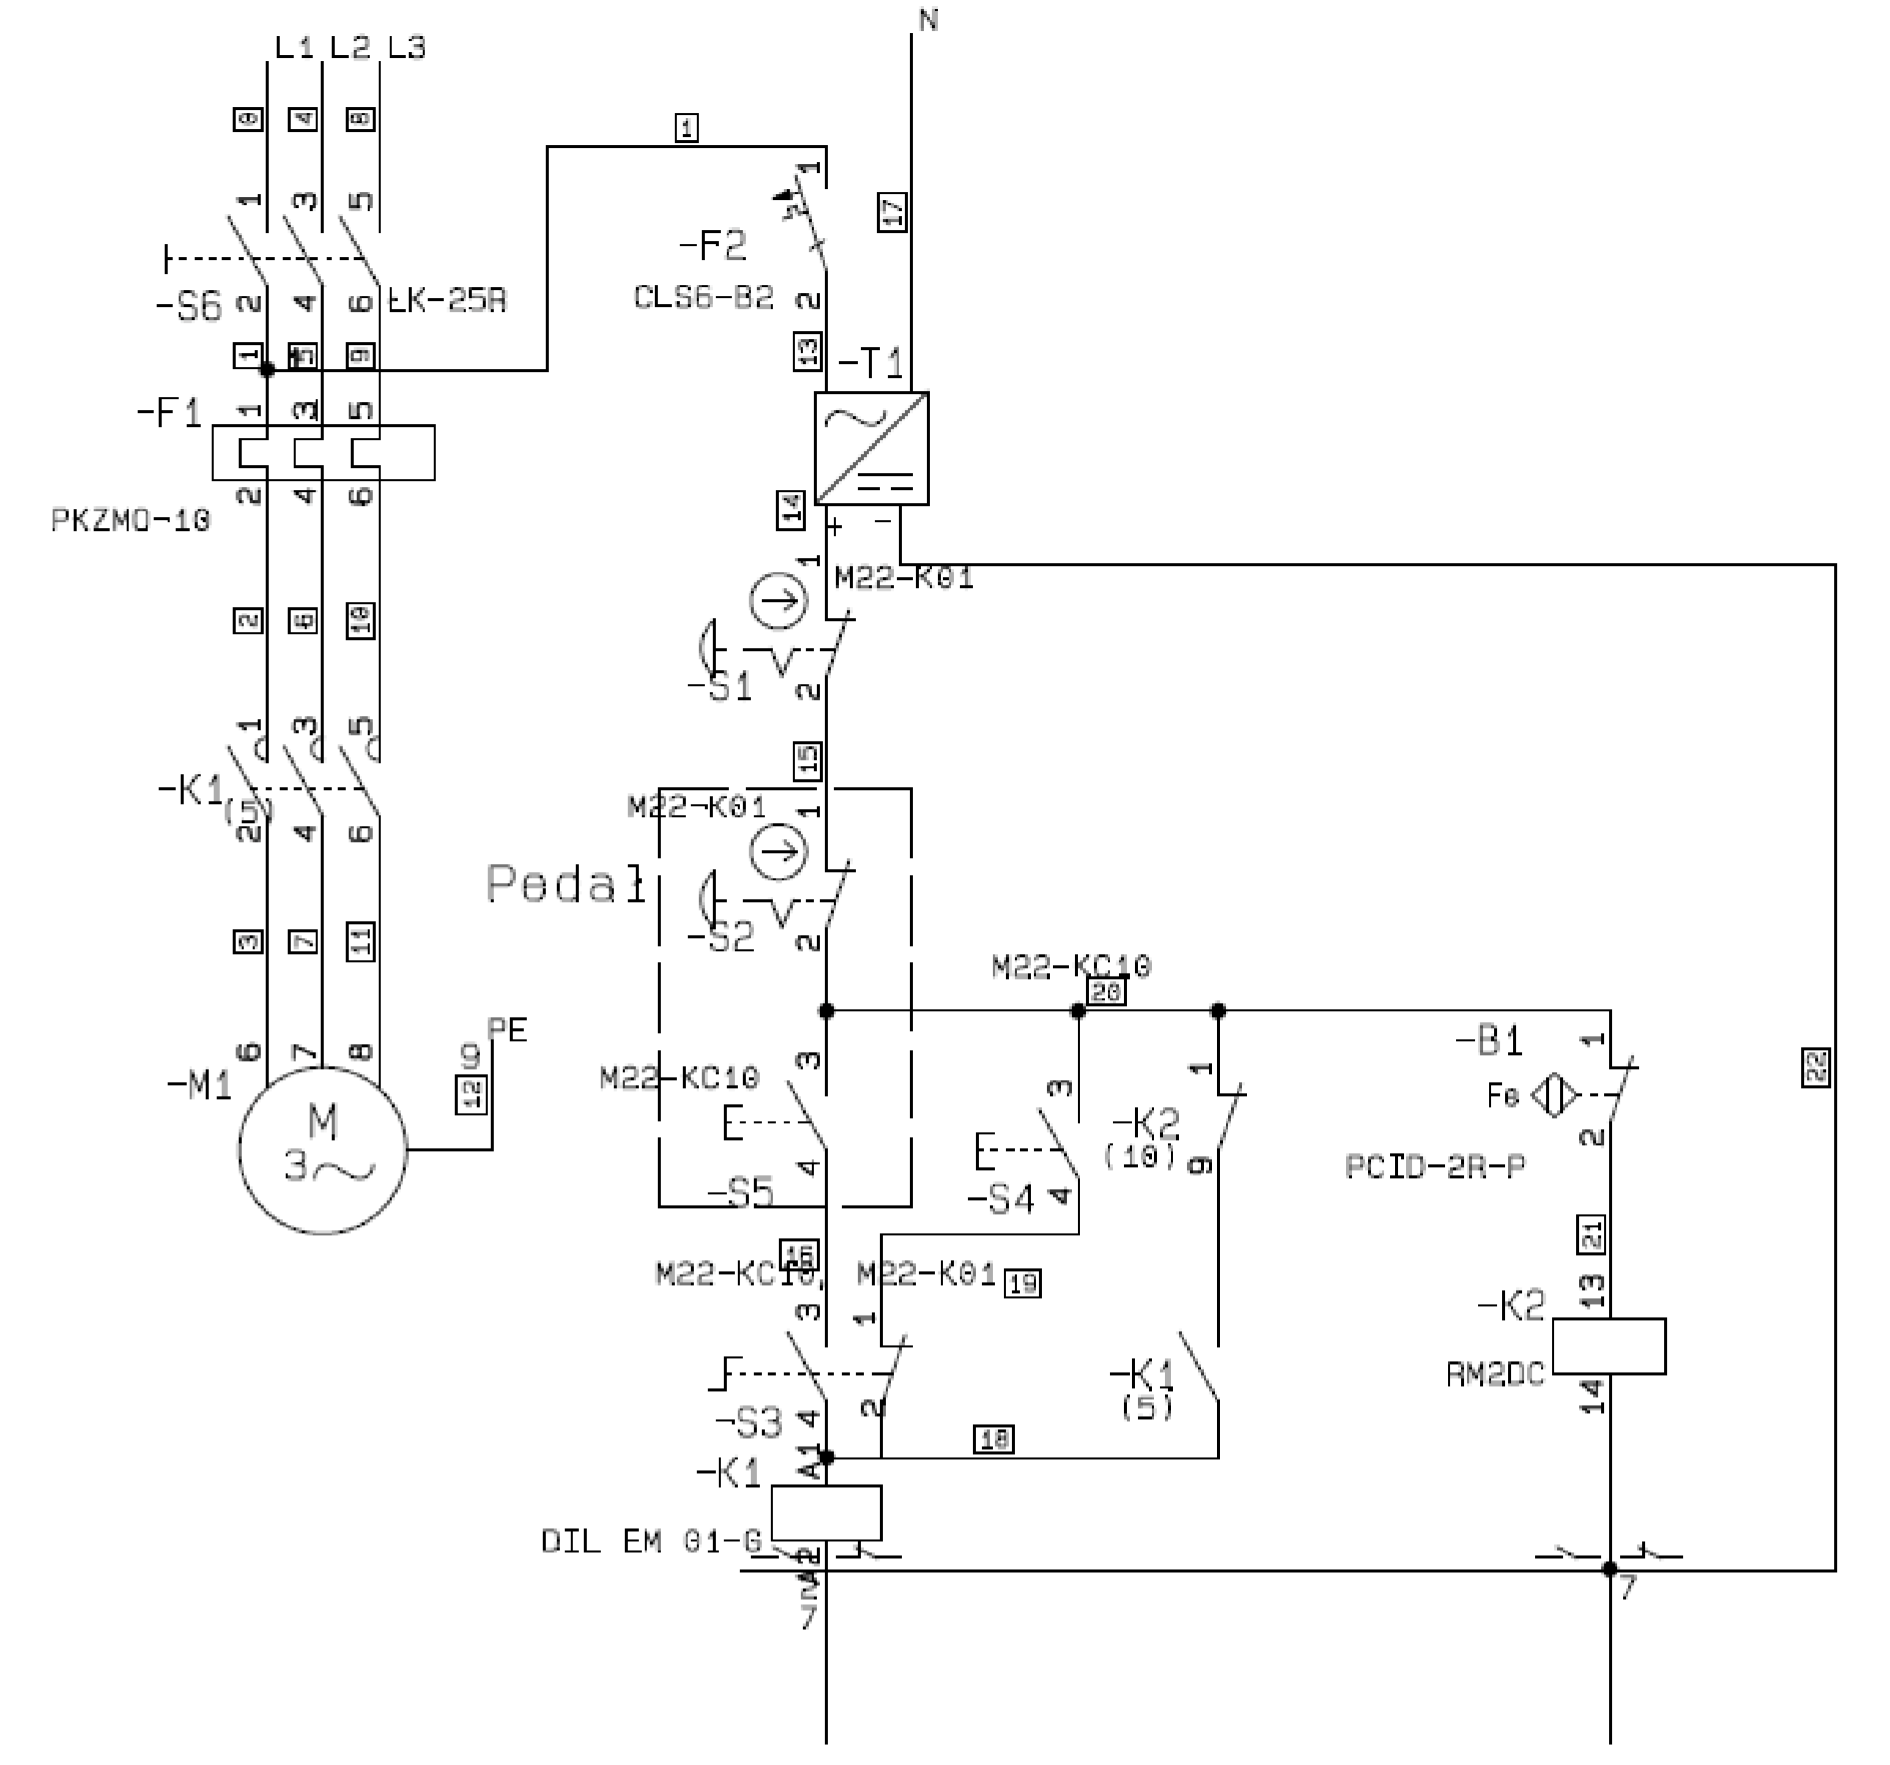 N
L1 L2 L3
0 4 8
1
1 3 5
1
17
-F2
-S6 2 4 6 ŁK-25R
CLS6-B2 2
1 5 9
13 -T1
-F1 1 3 5
2 4 6
PKZMO-10
14 + -
1 M22-K01
2 6 10
-S1 2
1 3 5
15
-K1
(5)
2 4 6
M22-K01 1
Pedal
-S2 2
3 7 11
M22-KC10
20
PE
-B1 1
6 7 8 9
-M1
12
M
3
M22-KC10 3
3
1
-K2
(10)
9
Fe
2
PCID-2R-P
22
4
-S5
-S4 4
16
21
M22-KC10, M22-K01 19
3 1
13
-K2
RM2DC
14
-K1
(5)
-S3 4 2
18
-K1 A1
DIL EM 01-G
A2
7
7